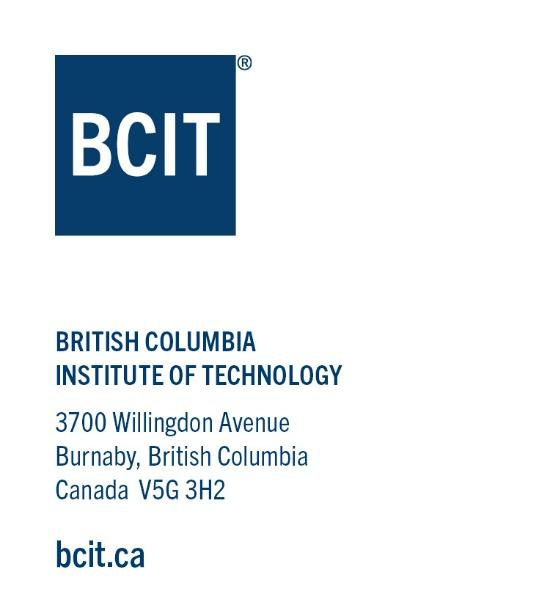 BCIT®
BRITISH COLUMBIA
INSTITUTE OF TECHNOLOGY
3700 Willingdon Avenue
Burnaby, British Columbia
Canada  V5G 3H2
bcit.ca